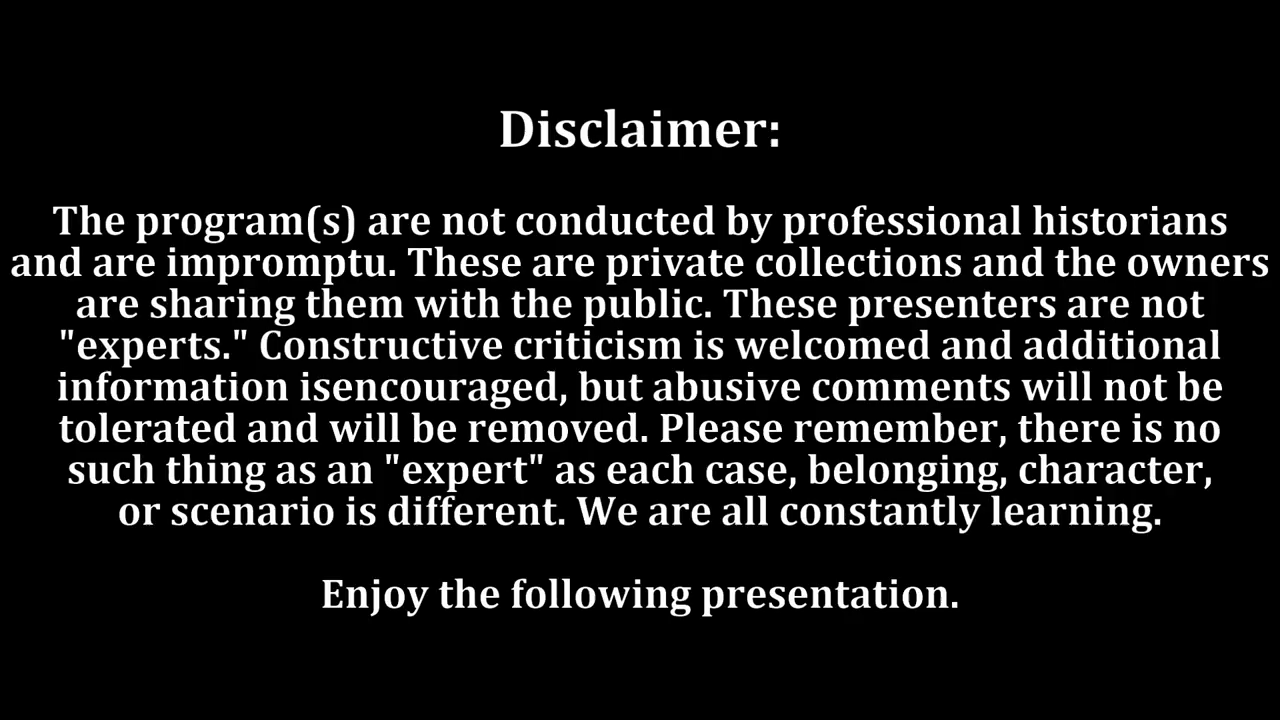 Disclaimer:
The program(s) are not conducted by professional historians
and are impromptu. These are private collections and the owners
are sharing them with the public. These presenters are not
"experts." Constructive criticism is welcomed and additional
information isencouraged, but abusive comments will not be
tolerated and will be removed. Please remember, there is no
such thing as an "expert" as each case, belonging, character,
or scenario is different. We are all constantly learning.
Enjoy the following presentation.